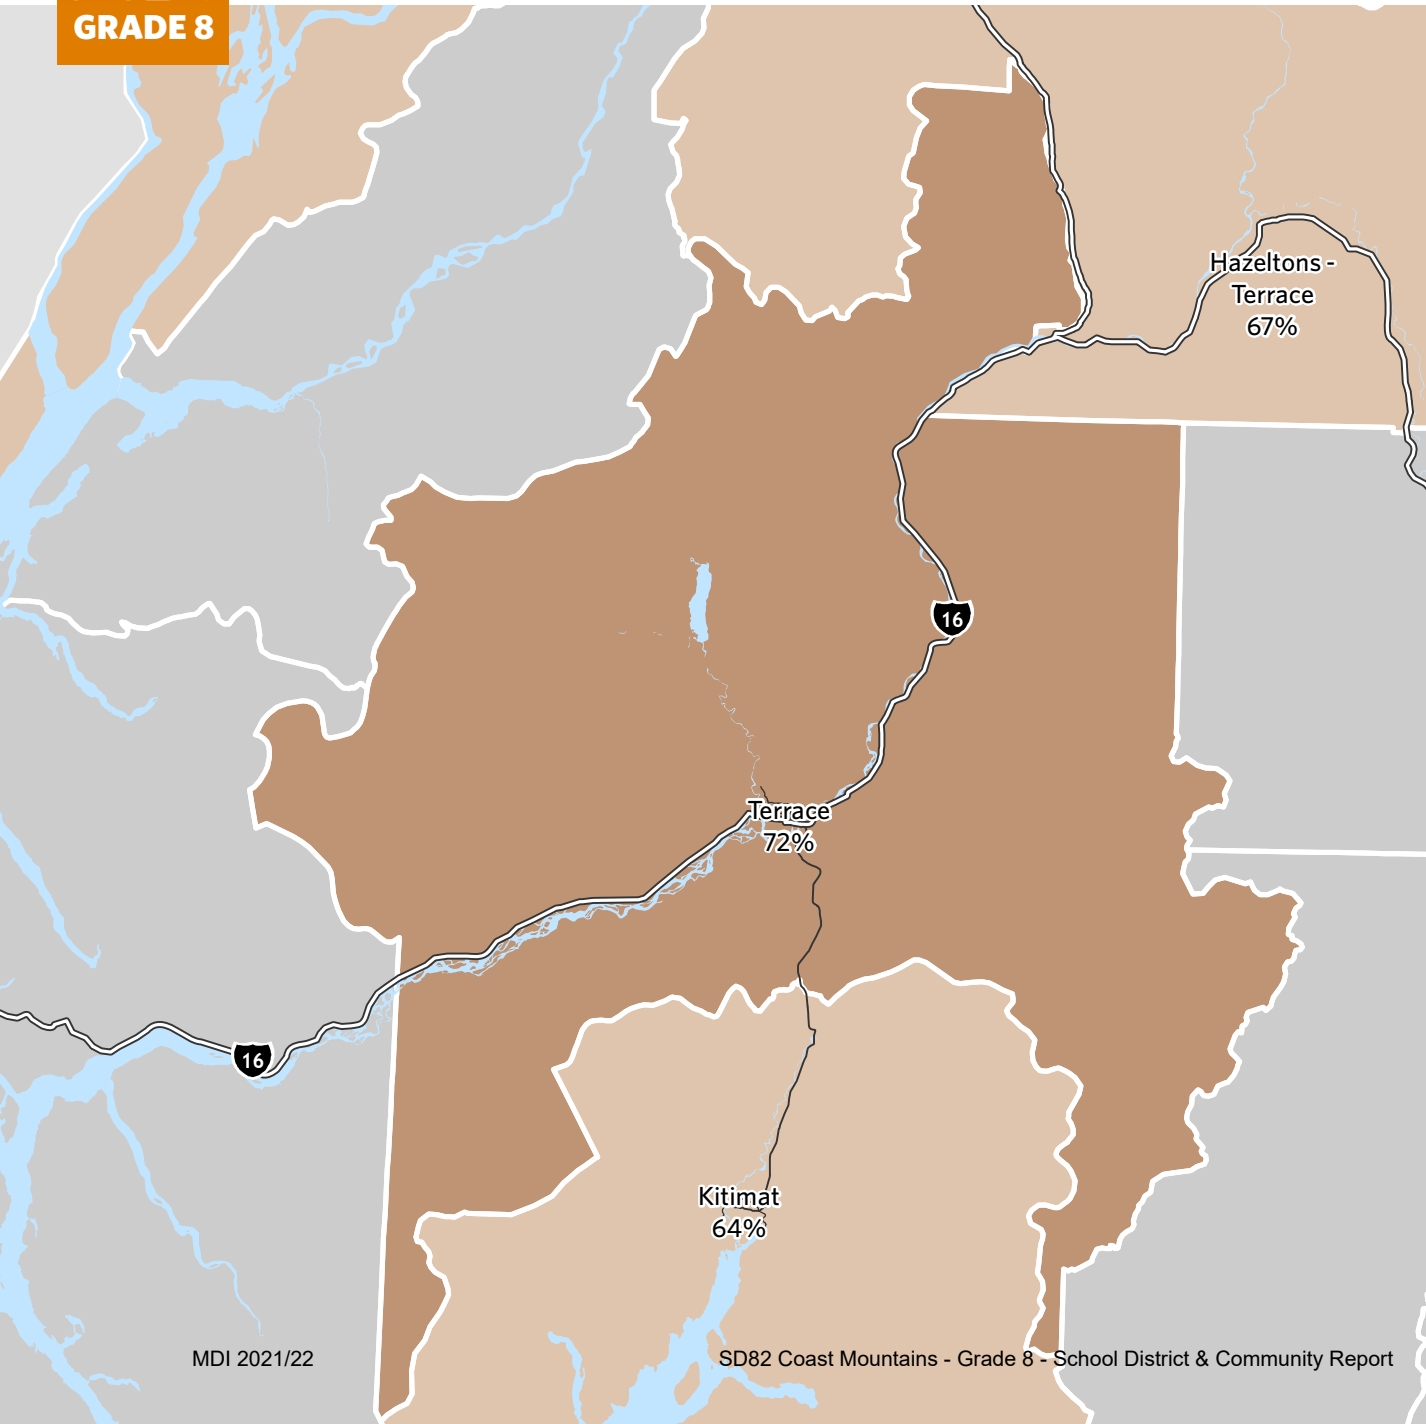 GRADE 8
Hazeltons -
Terrace
67%
16
Terrace
72%
16
Kitimat
64%
MDI 2021/22
SD82 Coast Mountains - Grade 8 - School District & Community Report